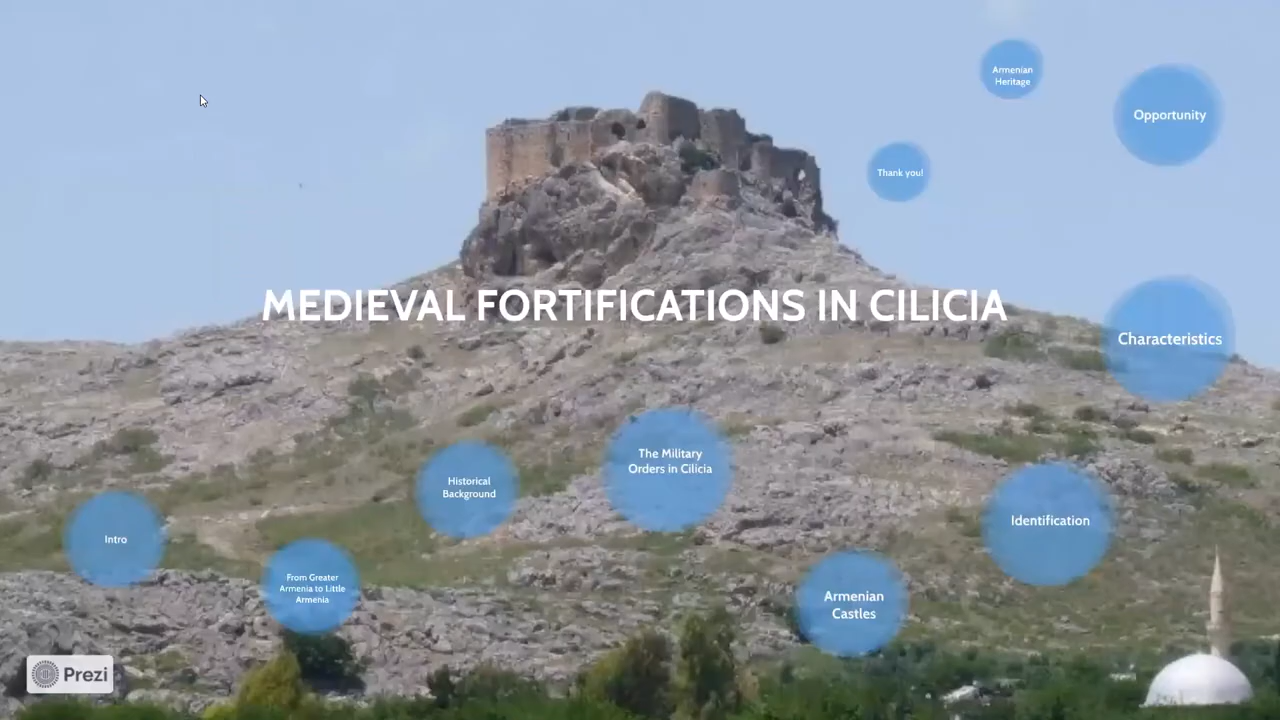 MEDIEVAL FORTIFICATIONS IN CILICIA
Intro
From Greater
Armenia to Little
Armenia
Historical
Background
The Military
Orders in Cilicia
Armenian
Castles
Identification
Characteristics
Opportunity
Armenian
Heritage
Thank you!
Prezi